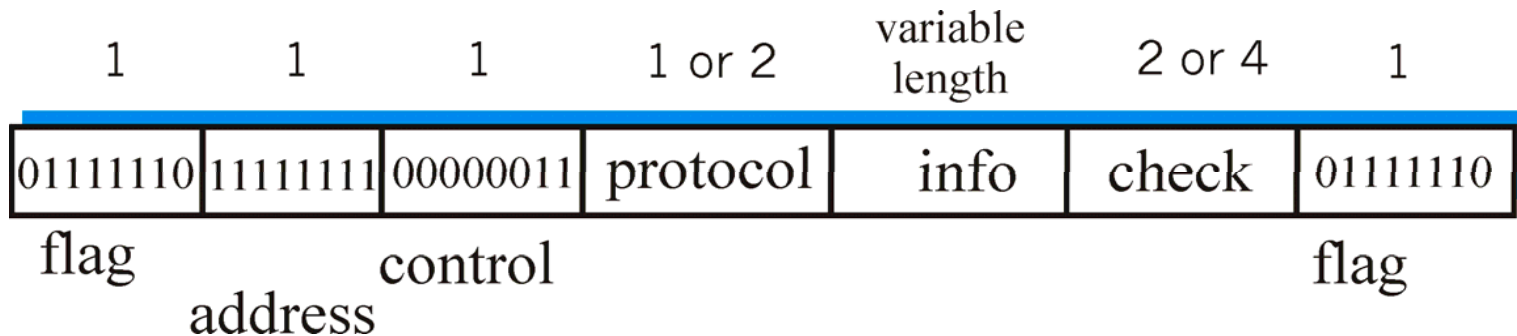 1 1 1 1 or 2 variable length 2 or 4 1
01111110 11111111 00000011 protocol info check 01111110
flag address control flag